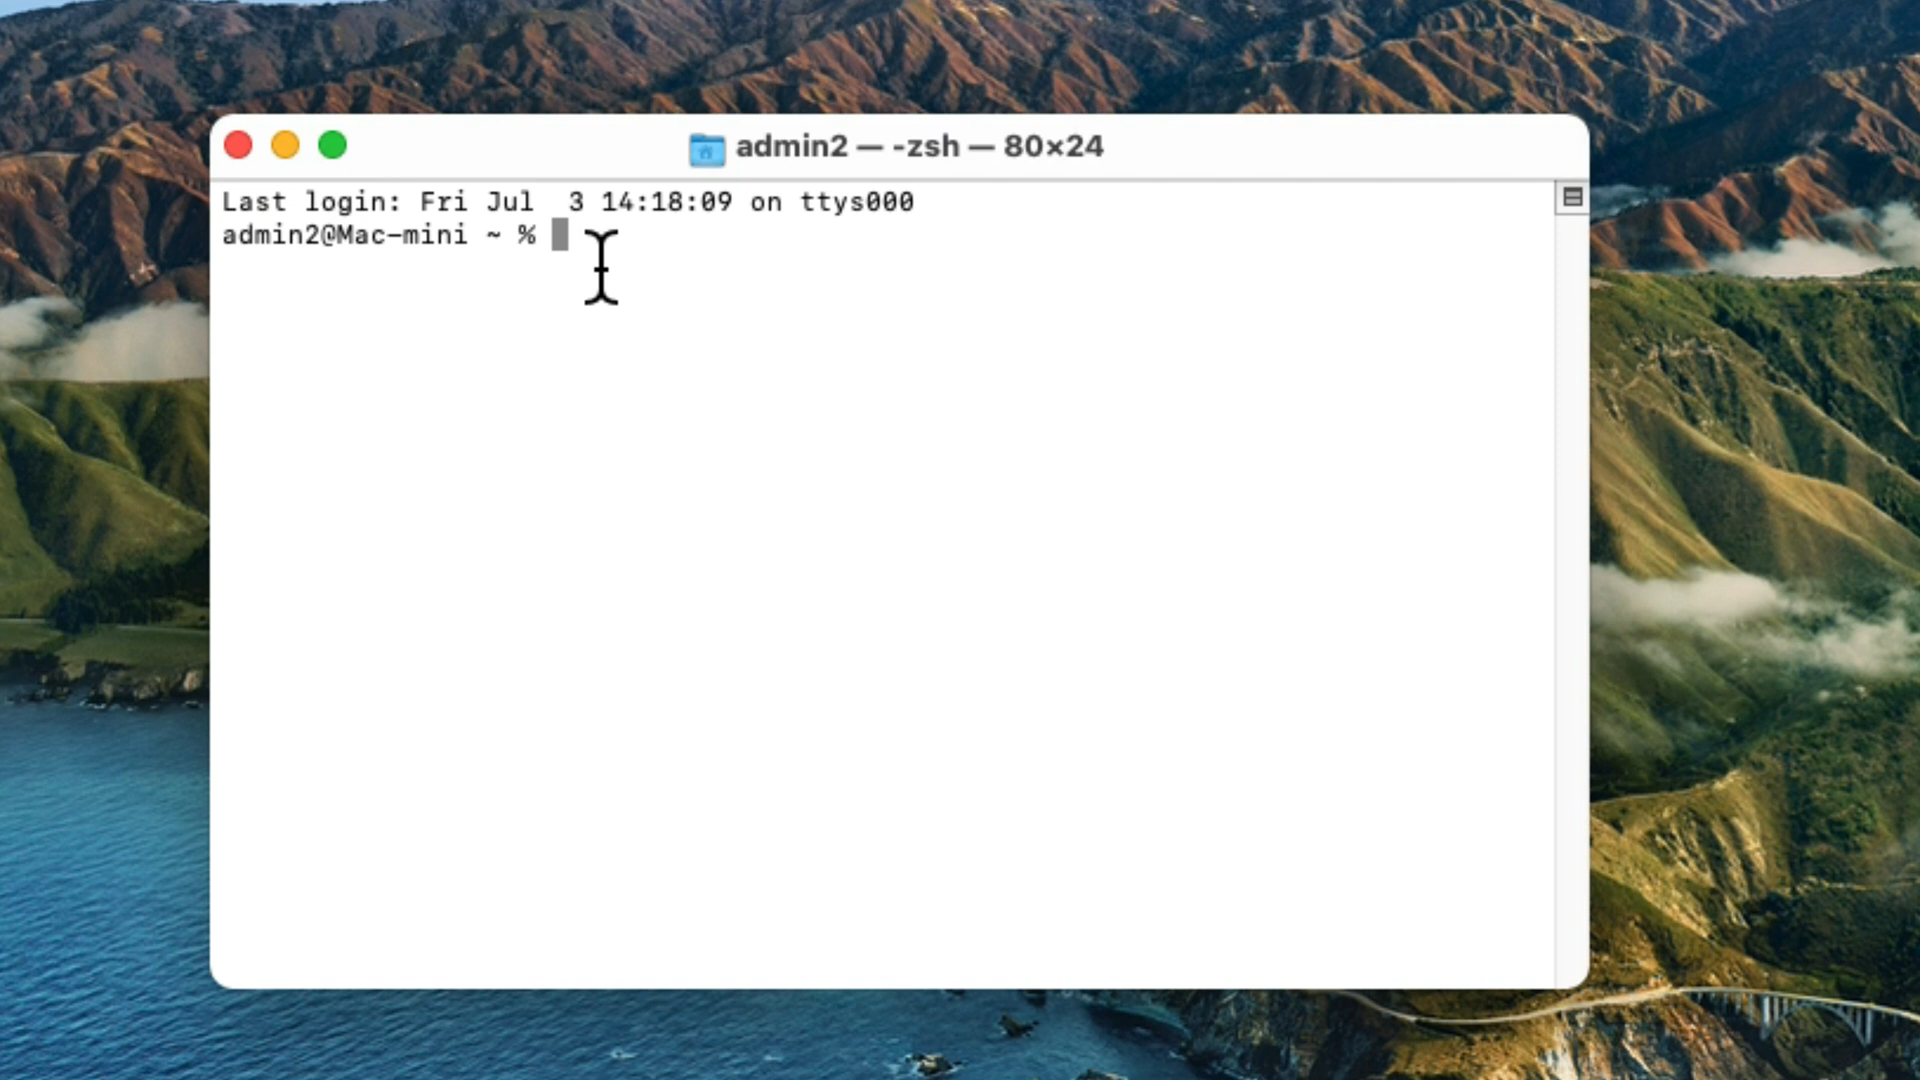 admin2 — -zsh — 80×24
Last login: Fri Jul  3 14:18:09 on ttys000
admin2@Mac-mini ~ %